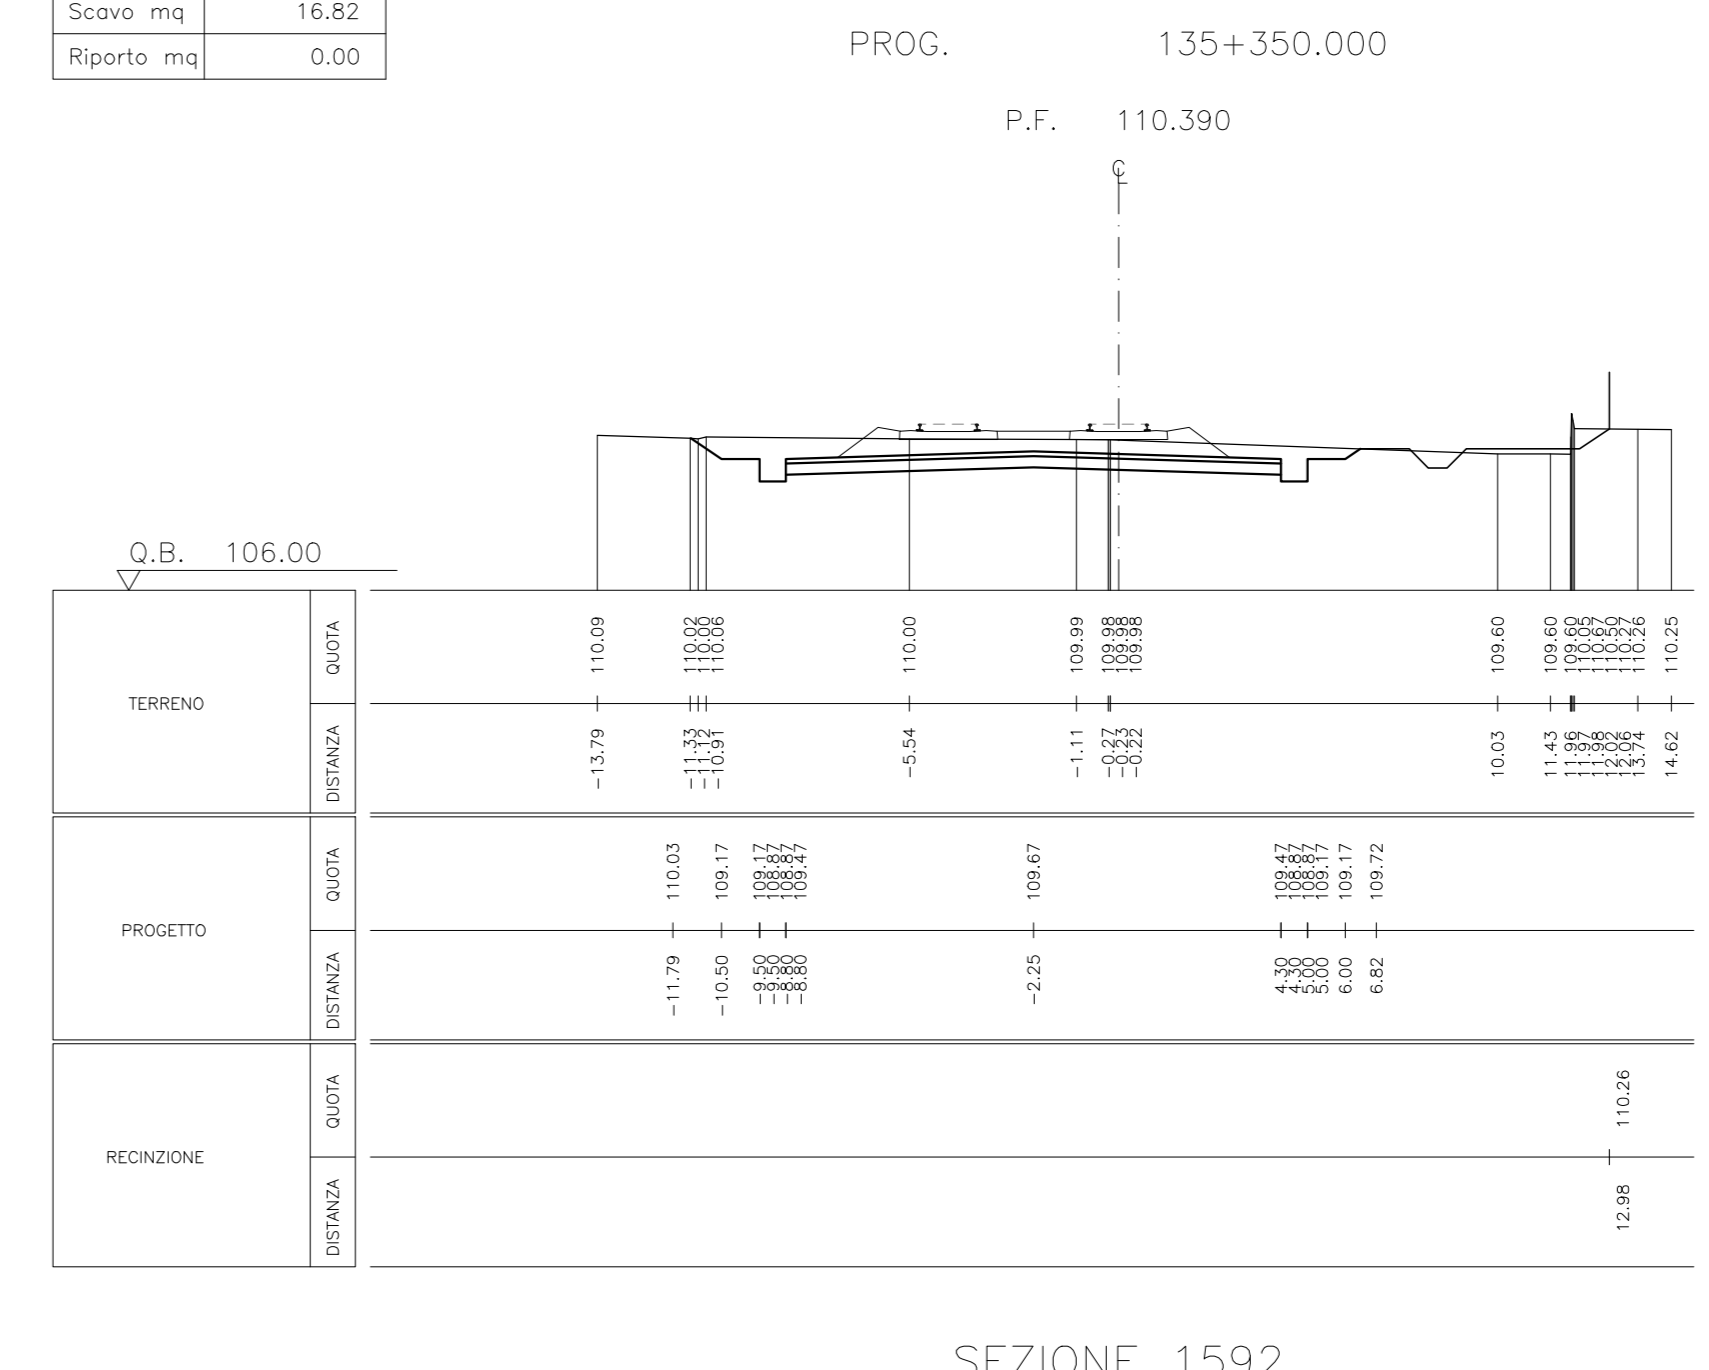 Scavo mq 16.82
Riporto mq 0.00
PROG. 135+350.000
P.F. 110.390
℄
Q.B. 106.00
TERRENO
QUOTA
110.09 110.02 110.00 110.06 110.00 109.99 109.98 109.98 109.98 109.60 109.60 109.60 110.05 110.67 110.50 110.27 110.26 110.25
DISTANZA
-13.79 -11.33 -11.12 -10.91 -5.54 -1.11 -0.27 -0.23 -0.22 10.03 11.43 11.96 11.97 11.98 12.02 12.06 13.74 14.62
PROGETTO
QUOTA
110.03 109.17 109.17 108.87 108.87 109.47 109.67 109.47 108.87 108.87 109.17 109.17 109.72
DISTANZA
-11.79 -10.50 -9.50 -9.50 -8.80 -8.80 -2.25 4.30 4.30 5.00 5.00 6.00 6.82
RECINZIONE
QUOTA
110.26
DISTANZA
12.98
SEZIONE 1592